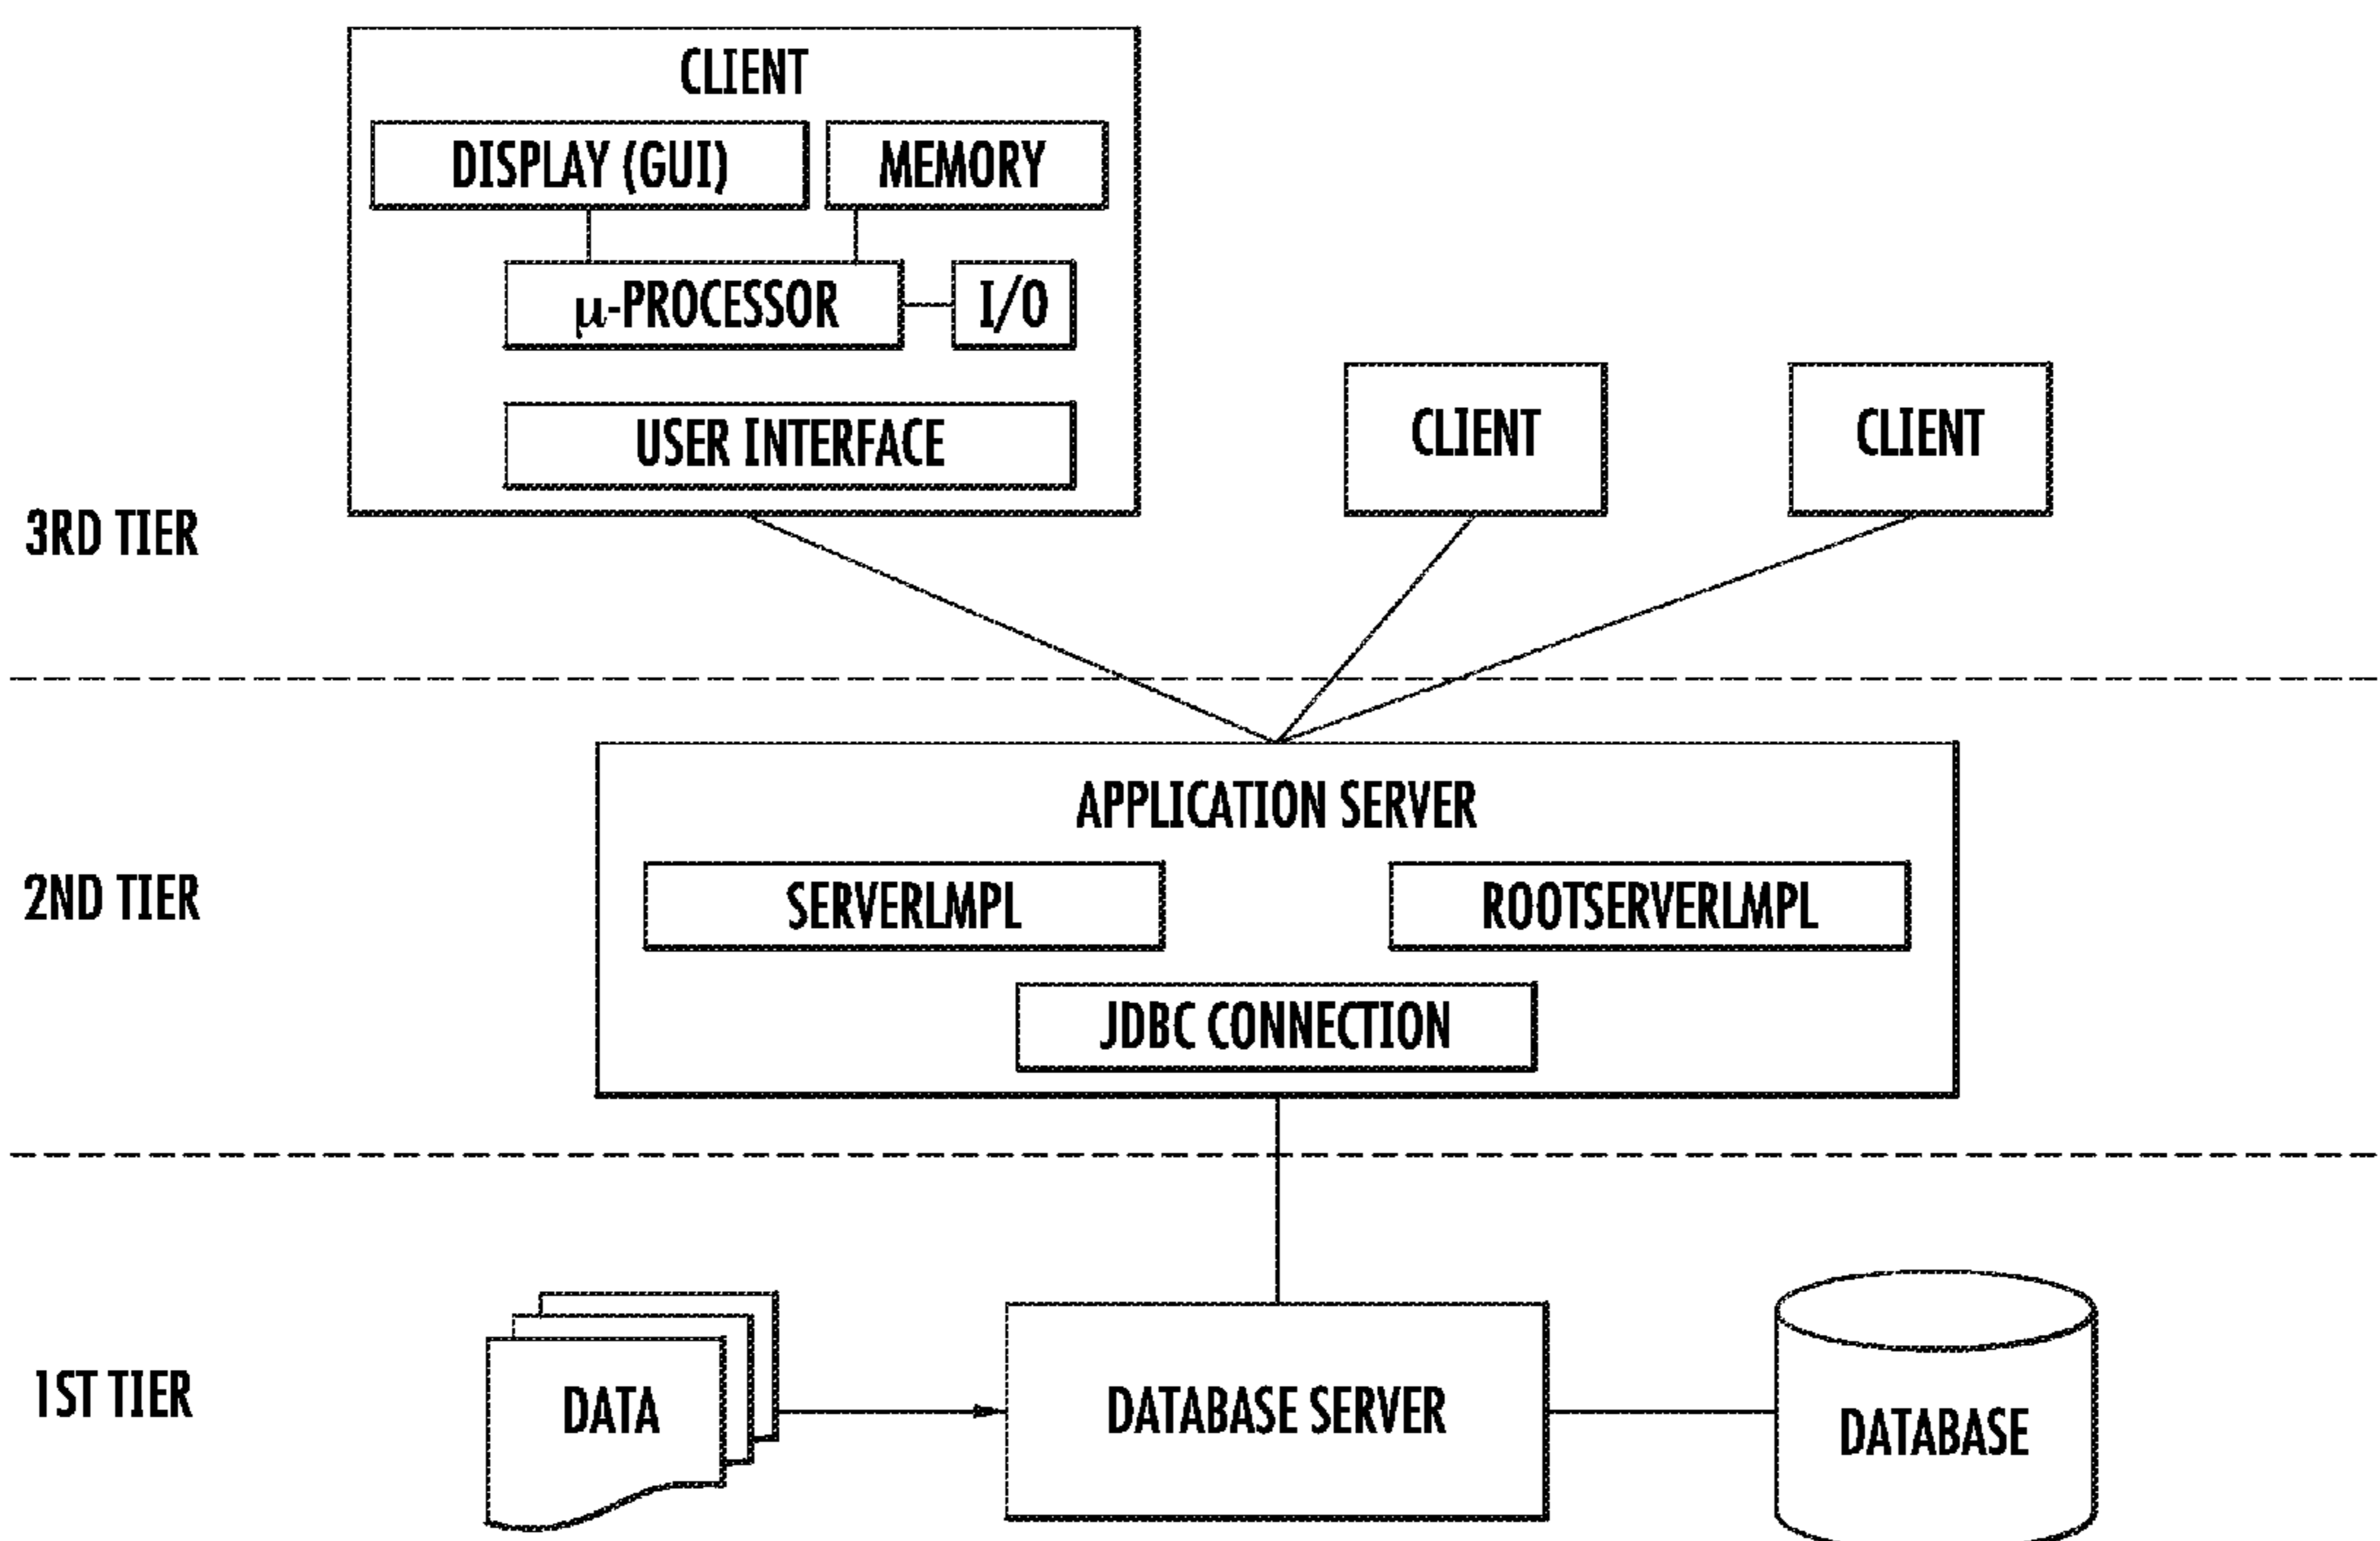 CLIENT
DISPLAY (GUI)
MEMORY
μ-PROCESSOR
I/O
USER INTERFACE
CLIENT
CLIENT
3RD TIER
APPLICATION SERVER
2ND TIER
SERVERLMPL
ROOTSERVERLMPL
JDBC CONNECTION
1ST TIER
DATA
DATABASE SERVER
DATABASE